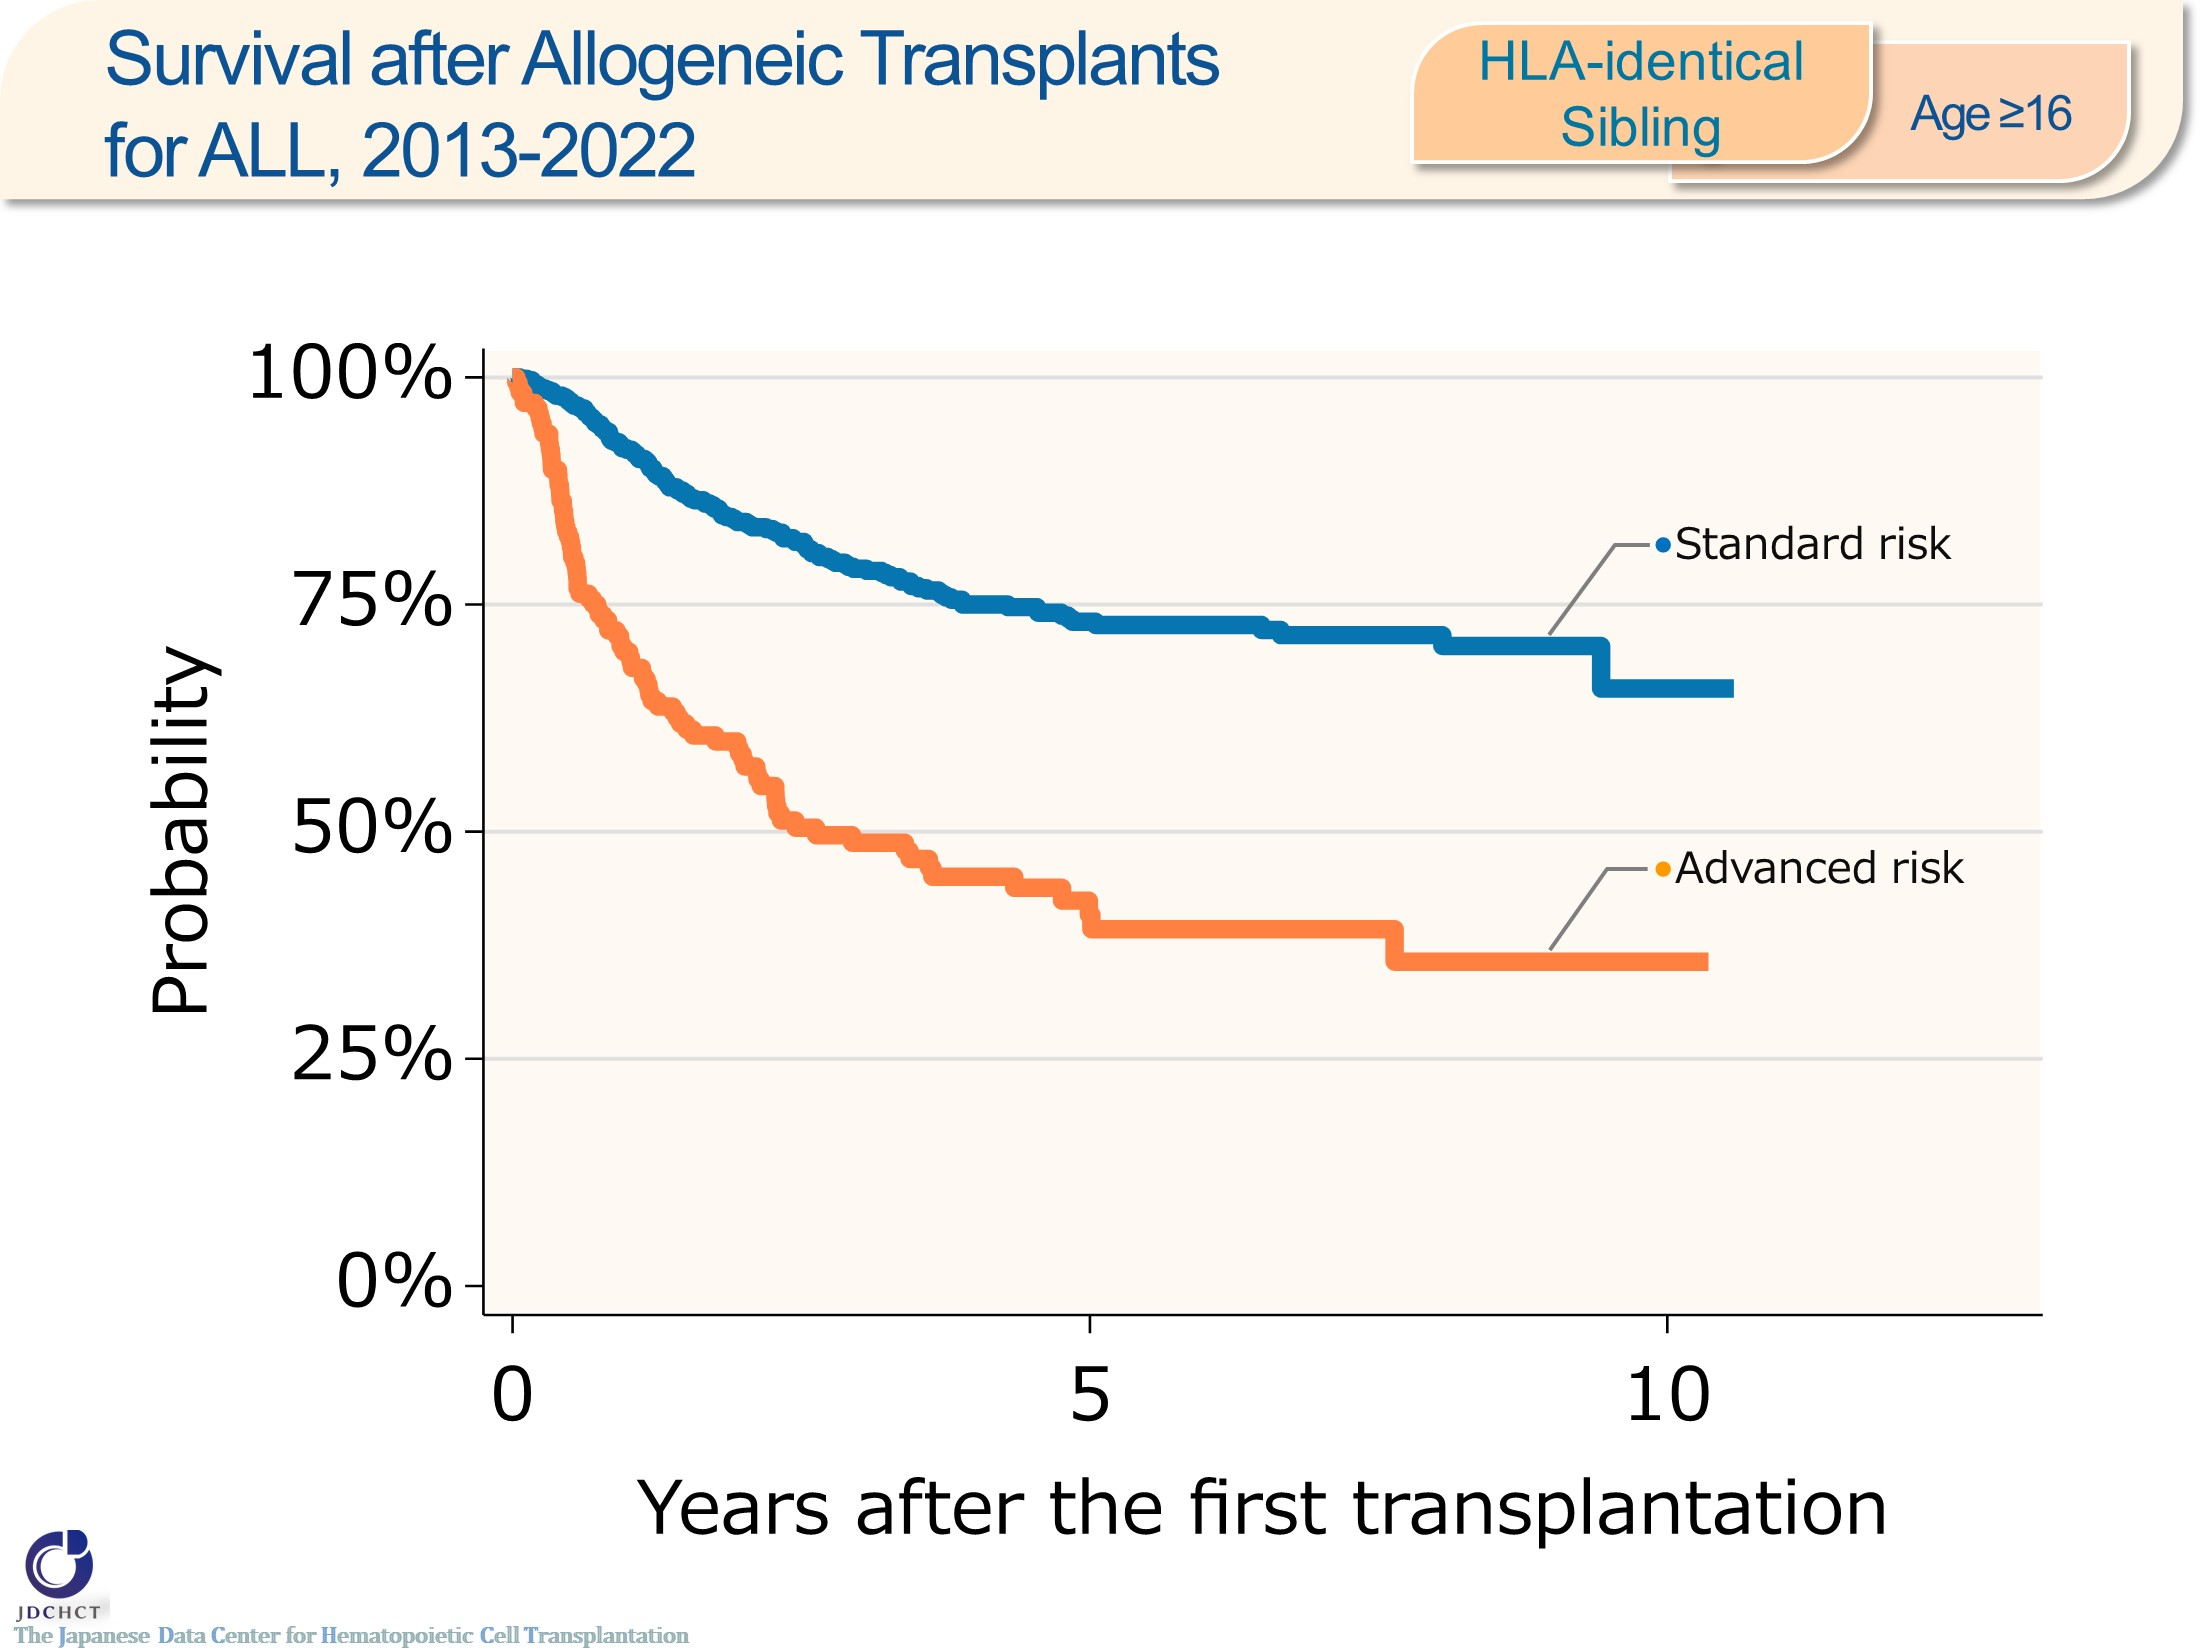 Survival after Allogeneic Transplants
for ALL, 2013-2022
HLA-identical
Sibling
Age ≥16
100%
75%
50%
25%
0%
Probability
Standard risk
Advanced risk
0
5
10
Years after the first transplantation
JDCHCT
The Japanese Data Center for Hematopoietic Cell Transplantation